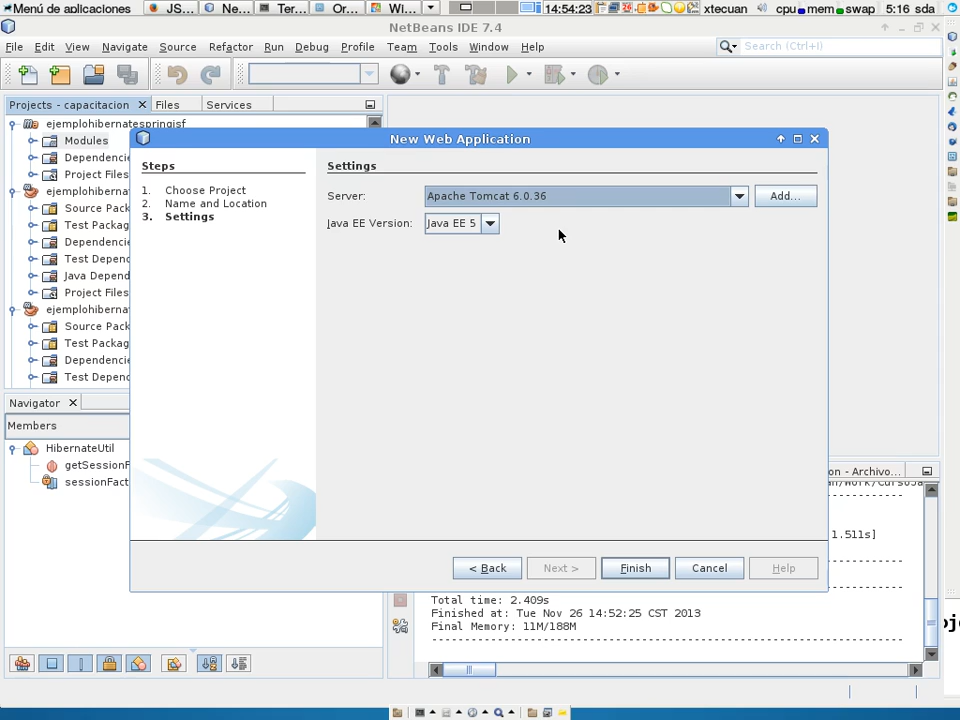 Menú de aplicaciones JS... Ne... Ter... Or... Wi... 14:54:23 xtecuan cpu mem swap 5:16 sda
NetBeans IDE 7.4
File Edit View Navigate Source Refactor Run Debug Profile Team Tools Window Help Search (Ctrl+I)
Projects - capacitacion Files Services
ejemplohibernatespringjsf
Modules
Dependencie
Project Files
ejemplohiberna
Source Pack
Test Packag
Dependencie
Test Depend
Java Depend
Project Files
ejemplohibernat
Source Pack
Test Packag
Dependencie
Test Depend
Navigator
Members
HibernateUtil
getSessionF
sessionFact
New Web Application
Steps
1. Choose Project
2. Name and Location
3. Settings
Settings
Server: Apache Tomcat 6.0.36 Add...
Java EE Version: Java EE 5
< Back Next > Finish Cancel Help
on - Archivo...
1.511s]
Total time: 2.409s
Finished at: Tue Nov 26 14:52:25 CST 2013
Final Memory: 11M/188M
------------------------------------------------------------------------